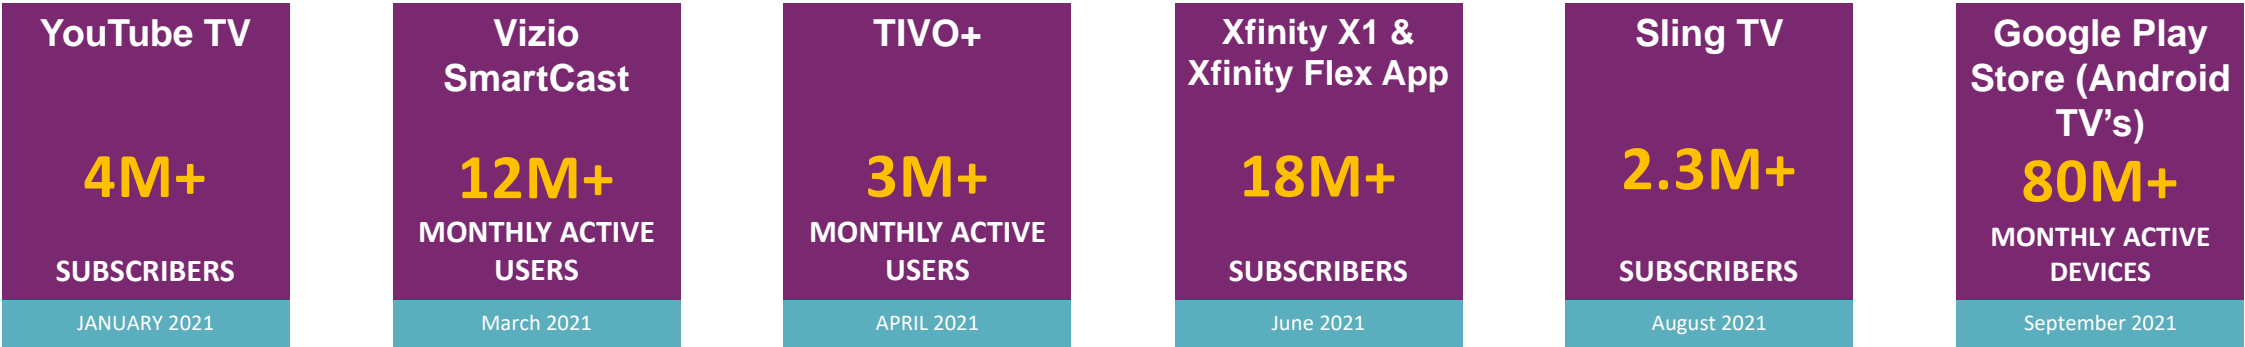 YouTube TV
4M+
SUBSCRIBERS
JANUARY 2021
Vizio
SmartCast
12M+
MONTHLY ACTIVE
USERS
March 2021
TIVO+
3M+
MONTHLY ACTIVE
USERS
APRIL 2021
Xfinity X1 &
Xfinity Flex App
18M+
SUBSCRIBERS
June 2021
Sling TV
2.3M+
SUBSCRIBERS
August 2021
Google Play
Store (Android
TV’s)
80M+
MONTHLY ACTIVE
DEVICES
September 2021